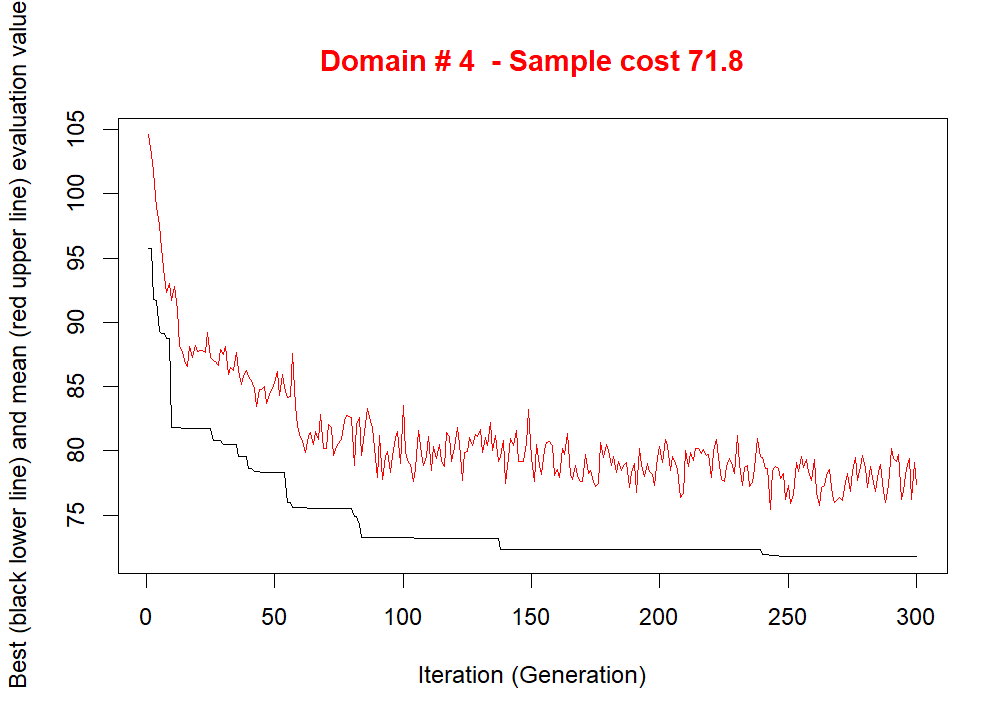 Domain # 4  - Sample cost 71.8
Best (black lower line) and mean (red upper line) evaluation value
105
100
95
90
85
80
75
0 50 100 150 200 250 300
Iteration (Generation)